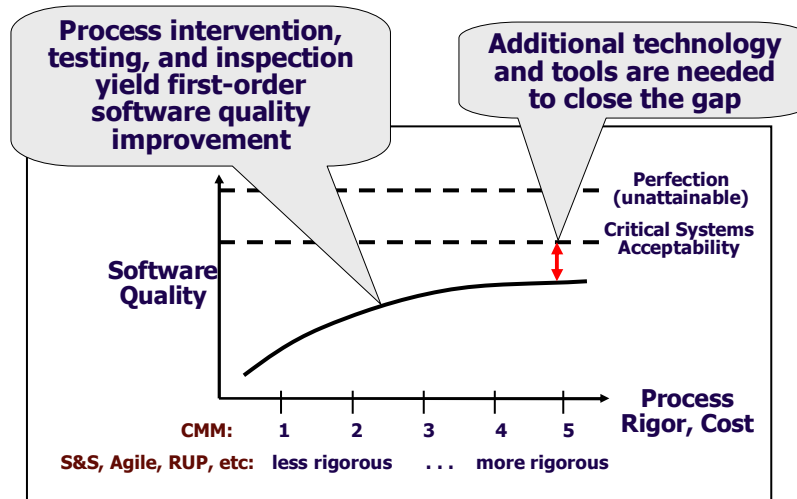 Process intervention,
testing, and inspection
yield first-order
software quality
improvement
Additional technology
and tools are needed
to close the gap
Perfection
(unattainable)
Critical Systems
Acceptability
Software
Quality
Process
Rigor, Cost
CMM: 1 2 3 4 5
S&S, Agile, RUP, etc: less rigorous . . . more rigorous